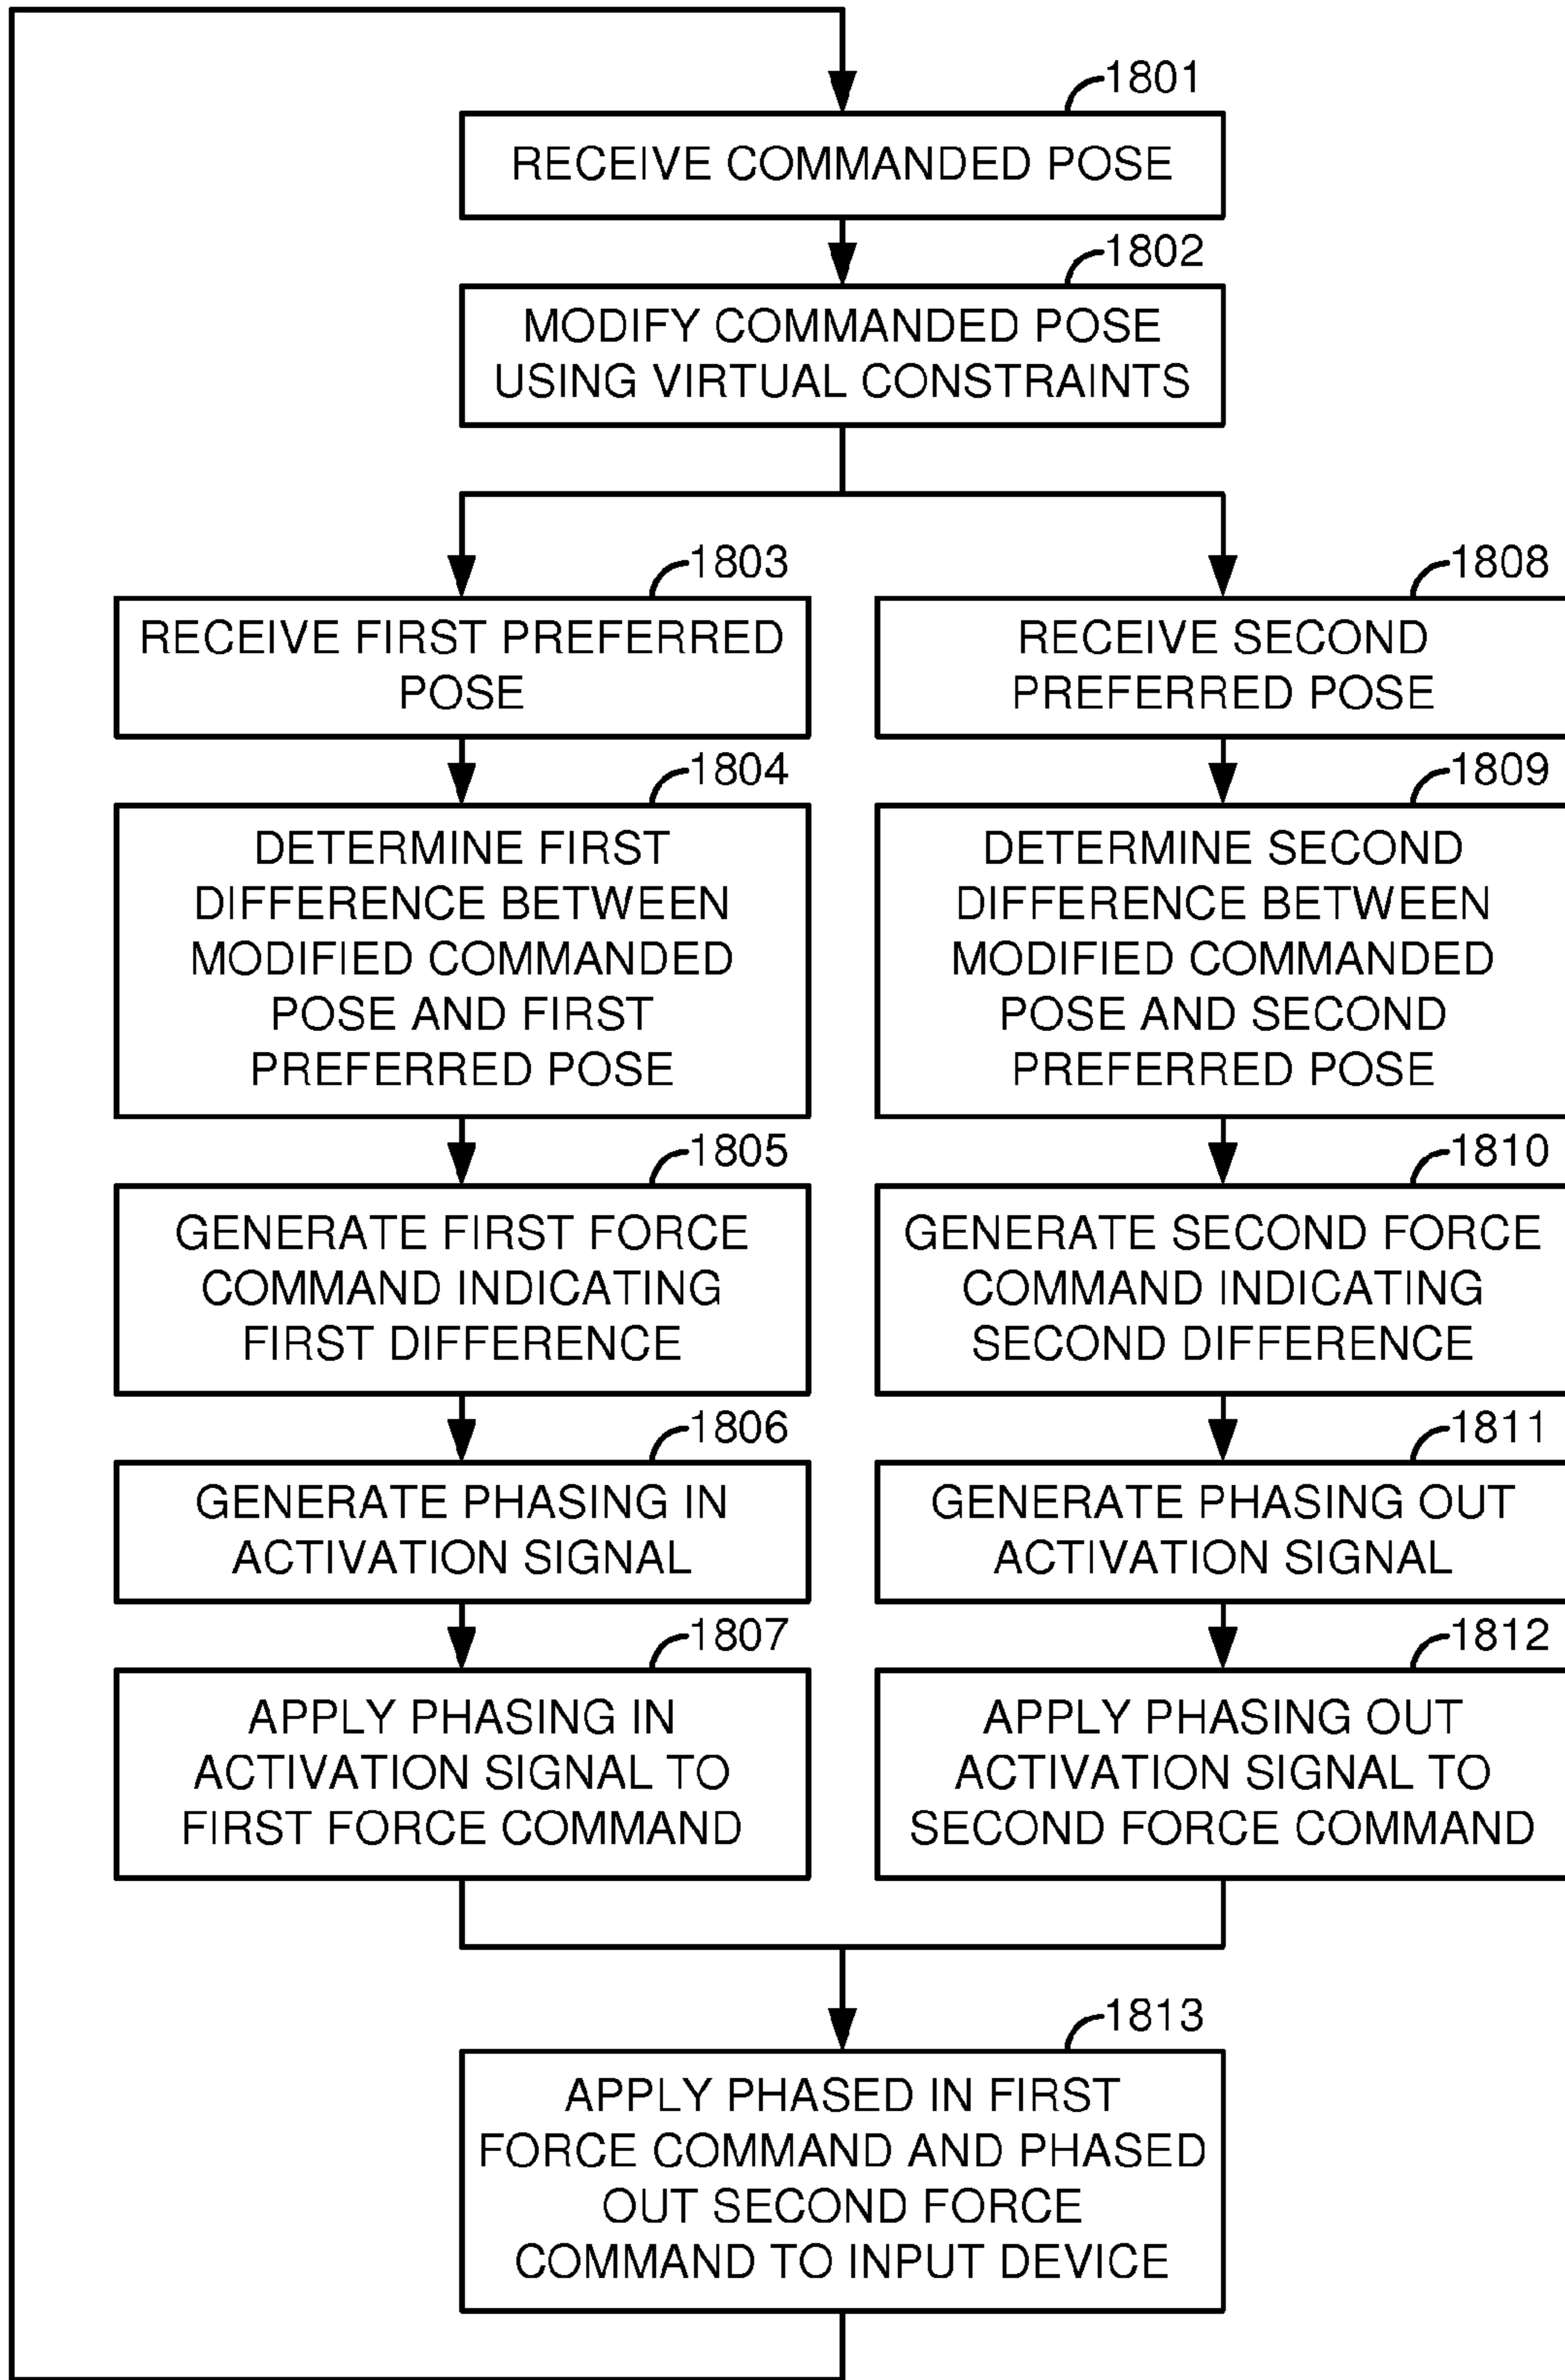 1801
RECEIVE COMMANDED POSE
1802
MODIFY COMMANDED POSE
USING VIRTUAL CONSTRAINTS
1803
RECEIVE FIRST PREFERRED
POSE
1804
DETERMINE FIRST
DIFFERENCE BETWEEN
MODIFIED COMMANDED
POSE AND FIRST
PREFERRED POSE
1805
GENERATE FIRST FORCE
COMMAND INDICATING
FIRST DIFFERENCE
1806
GENERATE PHASING IN
ACTIVATION SIGNAL
1807
APPLY PHASING IN
ACTIVATION SIGNAL TO
FIRST FORCE COMMAND
1808
RECEIVE SECOND
PREFERRED POSE
1809
DETERMINE SECOND
DIFFERENCE BETWEEN
MODIFIED COMMANDED
POSE AND SECOND
PREFERRED POSE
1810
GENERATE SECOND FORCE
COMMAND INDICATING
SECOND DIFFERENCE
1811
GENERATE PHASING OUT
ACTIVATION SIGNAL
1812
APPLY PHASING OUT
ACTIVATION SIGNAL TO
SECOND FORCE COMMAND
1813
APPLY PHASED IN FIRST
FORCE COMMAND AND PHASED
OUT SECOND FORCE
COMMAND TO INPUT DEVICE